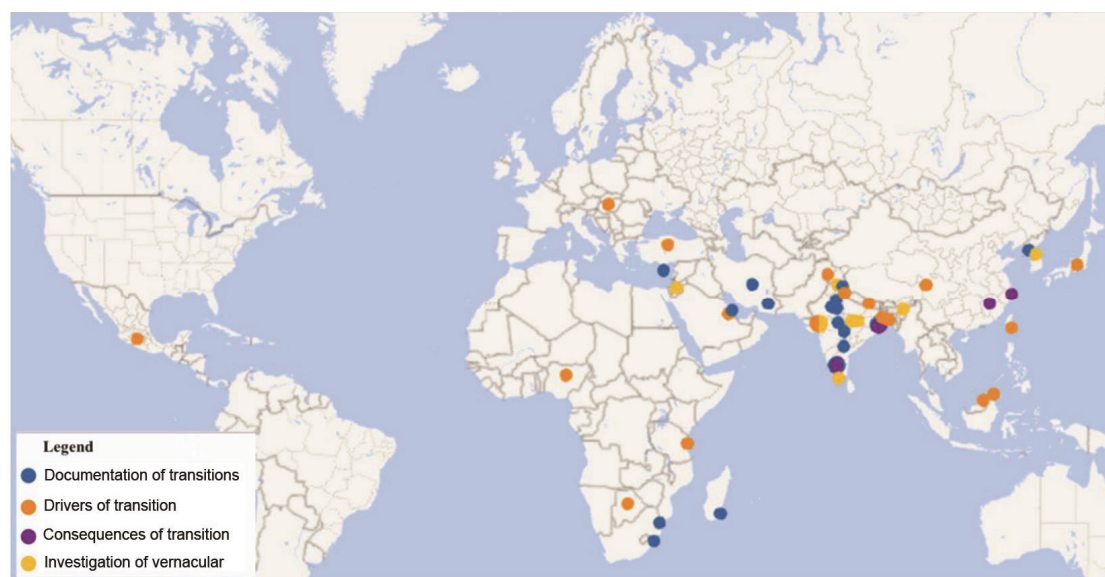 Legend
Documentation of transitions
Drivers of transition
Consequences of transition
Investigation of vernacular